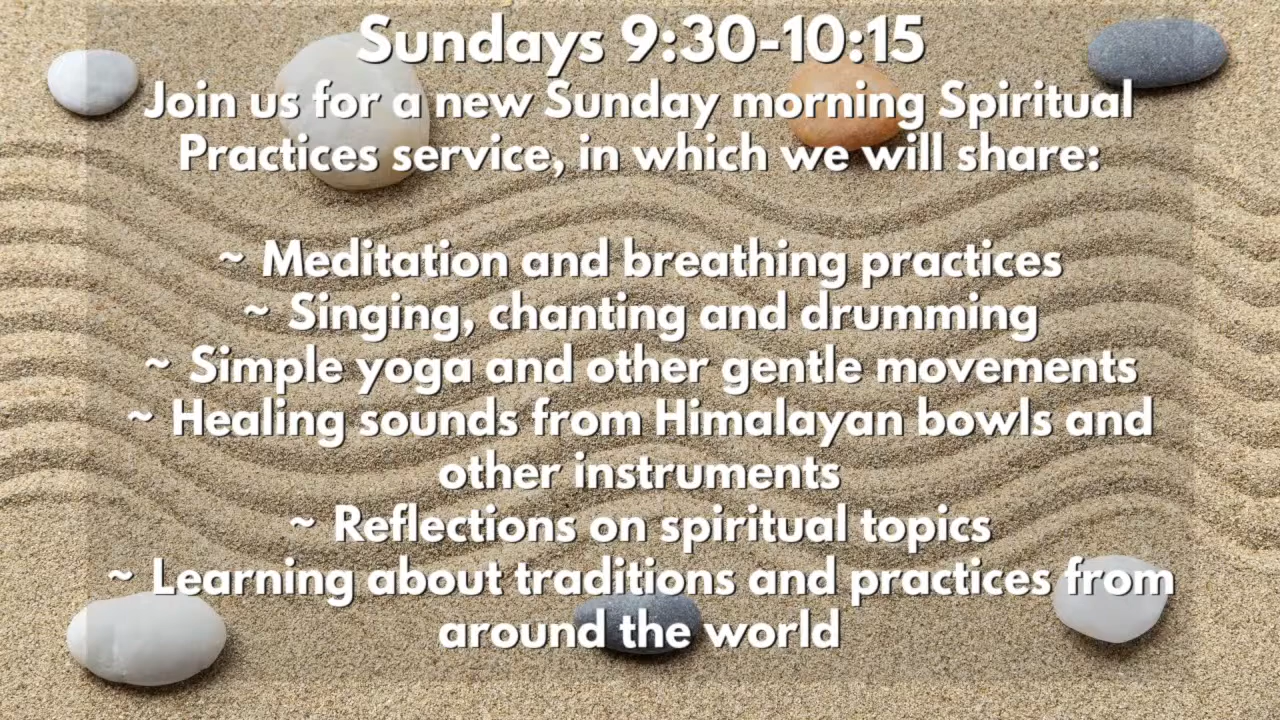 Sundays 9:30-10:15
Join us for a new Sunday morning Spiritual
Practices service, in which we will share:
~ Meditation and breathing practices
~ Singing, chanting and drumming
~ Simple yoga and other gentle movements
~ Healing sounds from Himalayan bowls and
other instruments
~ Reflections on spiritual topics
~ Learning about traditions and practices from
around the world